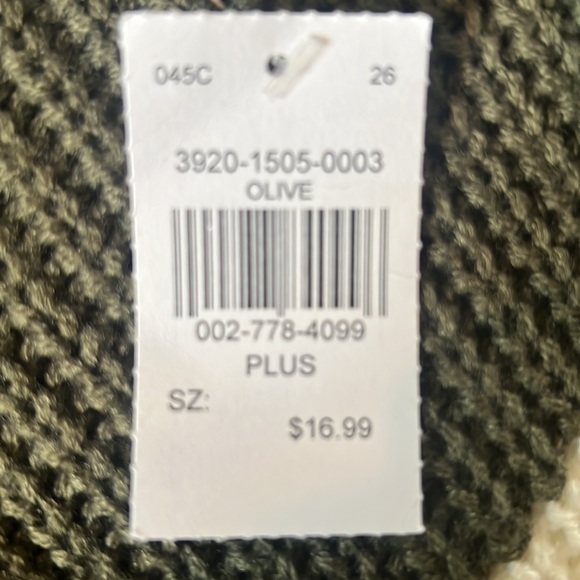 045C 26
3920-1505-0003
OLIVE
002-778-4099
PLUS
SZ:
$16.99